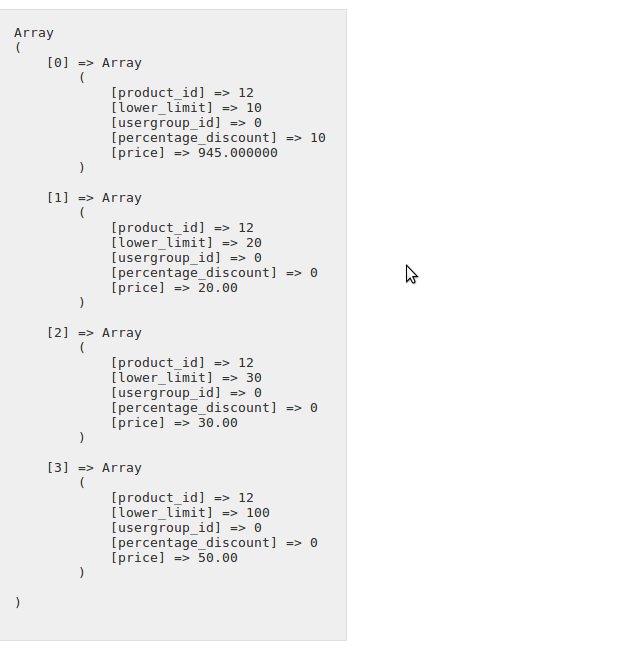 Array
(
    [0] => Array
        (
            [product_id] => 12
            [lower_limit] => 10
            [usergroup_id] => 0
            [percentage_discount] => 10
            [price] => 945.000000
        )

    [1] => Array
        (
            [product_id] => 12
            [lower_limit] => 20
            [usergroup_id] => 0
            [percentage_discount] => 0
            [price] => 20.00
        )

    [2] => Array
        (
            [product_id] => 12
            [lower_limit] => 30
            [usergroup_id] => 0
            [percentage_discount] => 0
            [price] => 30.00
        )

    [3] => Array
        (
            [product_id] => 12
            [lower_limit] => 100
            [usergroup_id] => 0
            [percentage_discount] => 0
            [price] => 50.00
        )

)